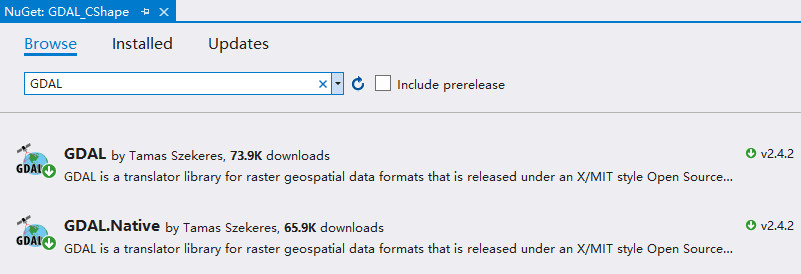 NuGet: GDAL_CShape
Browse Installed Updates
GDAL Include prerelease
GDAL by Tamas Szekeres, 73.9K downloads v2.4.2
GDAL is a translator library for raster geospatial data formats that is released under an X/MIT style Open Source...
GDAL.Native by Tamas Szekeres, 65.9K downloads v2.4.2
GDAL is a translator library for raster geospatial data formats that is released under an X/MIT style Open Source...
GDAL
GDAL